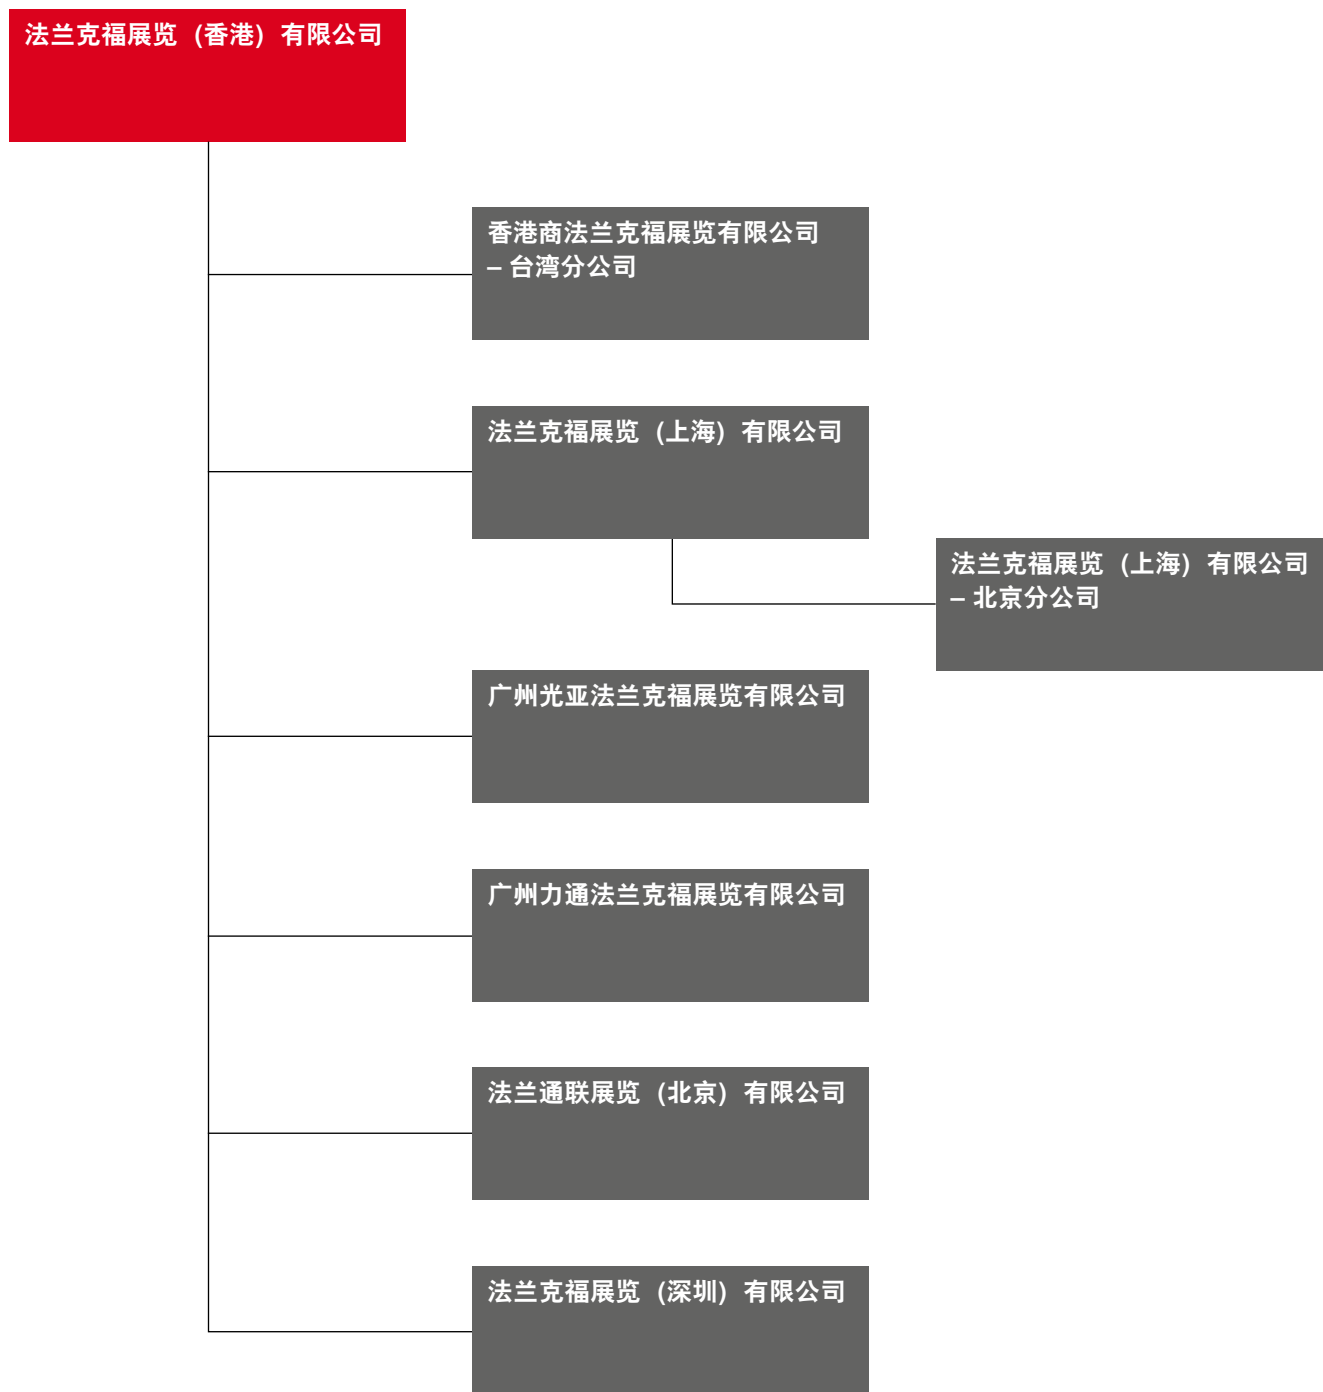 法兰克福展览 (香港) 有限公司
香港商法兰克福展览有限公司
– 台湾分公司
法兰克福展览 (上海) 有限公司
法兰克福展览 (上海) 有限公司
– 北京分公司
广州光亚法兰克福展览有限公司
广州力通法兰克福展览有限公司
法兰通联展览 (北京) 有限公司
法兰克福展览 (深圳) 有限公司